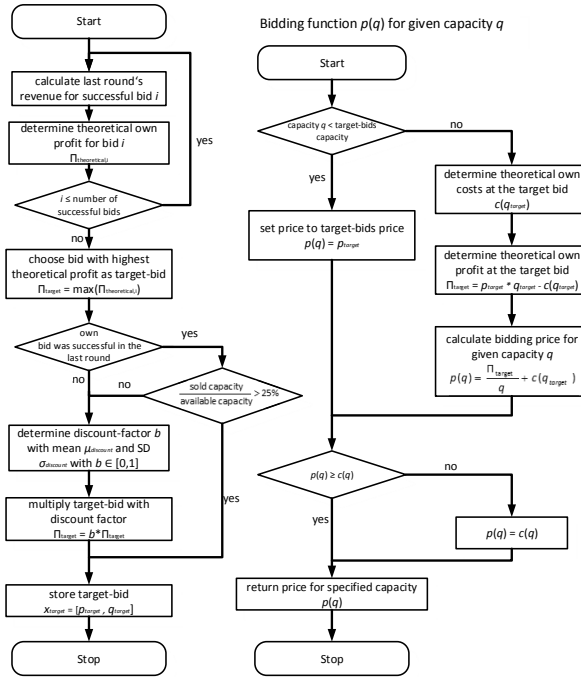 Start
calculate last round's
revenue for successful bid i
determine theoretical own
profit for bid i
Πtheoretical,i
yes
i ≤ number of
successful bids
no
choose bid with highest
theoretical profit as target-bid
Πtarget = max(Πtheoretical,i)
own
bid was successful in the
last round
yes
no
no
sold capacity
available capacity
> 25%
determine discount-factor b
with mean μdiscount and SD
σdiscount with b ∈ [0,1]
yes
multiply target-bid with
discount factor
Πtarget = b*Πtarget
store target-bid
xtarget = [ptarget , qtarget]
Stop
Bidding function p(q) for given capacity q
Start
capacity q < target-bids
capacity
no
yes
determine theoretical own
costs at the target bid
c(qtarget)
set price to target-bids price
p(q) = ptarget
determine theoretical own
profit at the target bid
Πtarget = ptarget * qtarget - c(qtarget)
calculate bidding price for
given capacity q
p(q) = Πtarget / q + c(qtarget )
p(q) ≥ c(q)
no
yes
p(q) = c(q)
return price for specified capacity
p(q)
Stop